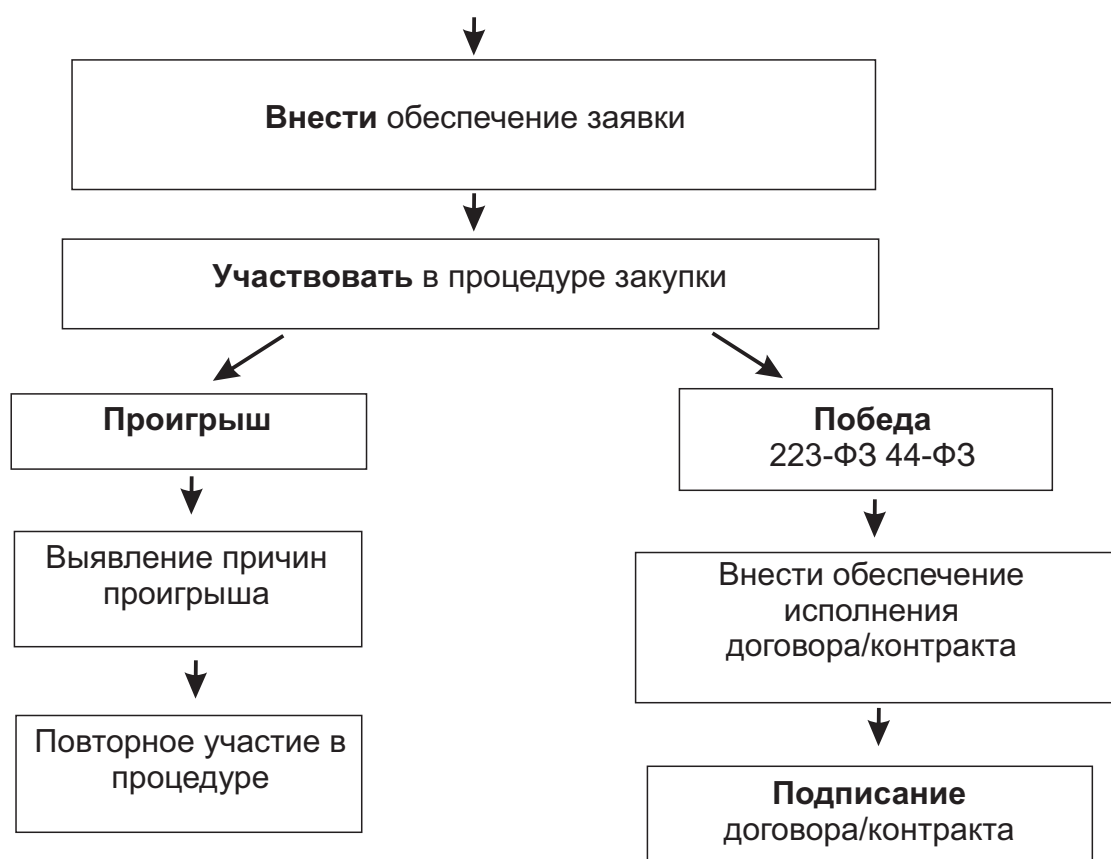 Внести обеспечение заявки
Участвовать в процедуре закупки
Проигрыш
Выявление причин
проигрыша
Повторное участие в
процедуре
Победа
223-ФЗ 44-ФЗ
Внести обеспечение
исполнения
договора/контракта
Подписание
договора/контракта